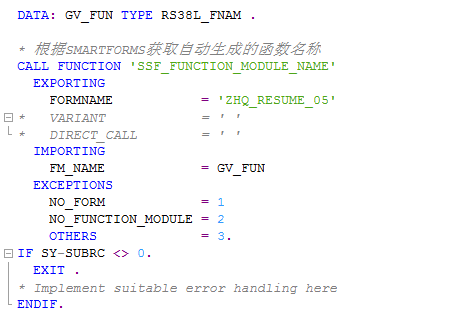 DATA: GV_FUN TYPE RS38L_FNAM .
* 根据SMARTFORMS获取自动生成的函数名称
CALL FUNCTION 'SSF_FUNCTION_MODULE_NAME'
EXPORTING
FORMNAME = 'ZHQ_RESUME_05'
* VARIANT = ' '
* DIRECT_CALL = ' '
IMPORTING
FM_NAME = GV_FUN
EXCEPTIONS
NO_FORM = 1
NO_FUNCTION_MODULE = 2
OTHERS = 3.
IF SY-SUBRC <> 0.
EXIT .
* Implement suitable error handling here
ENDIF.